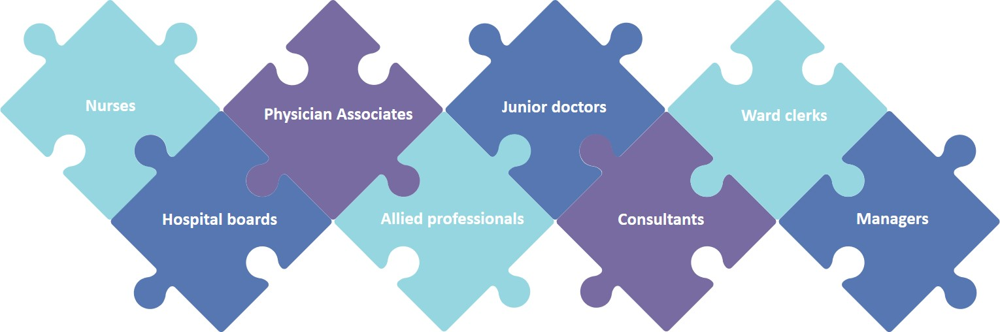 Nurses
Physician Associates
Junior doctors
Ward clerks
Hospital boards
Allied professionals
Consultants
Managers